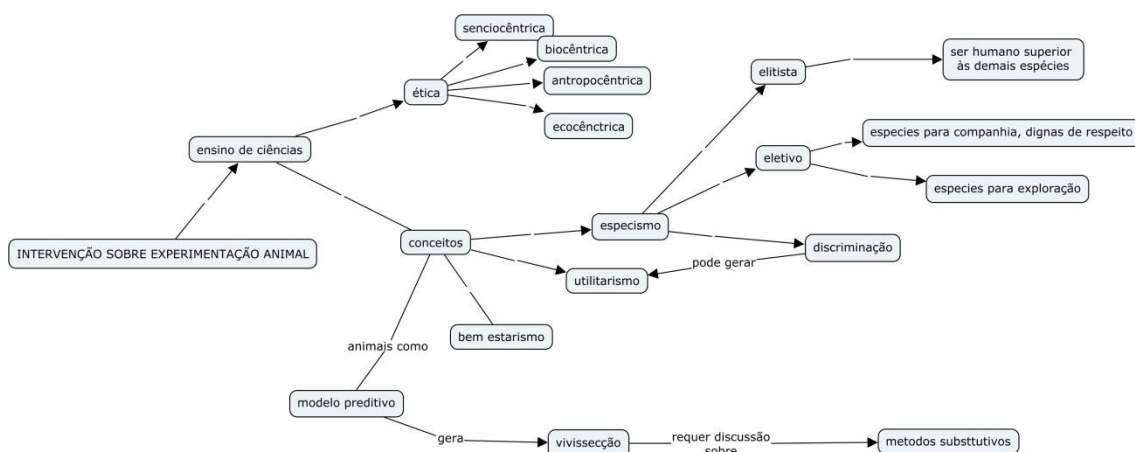 senciocêntrica
biocêntrica
antropocêntrica
ecocênctrica
ética
ensino de ciências
INTERVENÇÃO SOBRE EXPERIMENTAÇÃO ANIMAL
conceitos
elitista
ser humano superior
às demais espécies
eletivo
especies para companhia, dignas de respeito
especies para exploração
especismo
discriminação
pode gerar
utilitarismo
bem estarismo
animais como
modelo preditivo
gera
vivissecção
requer discussão
sobre
metodos substtutivos